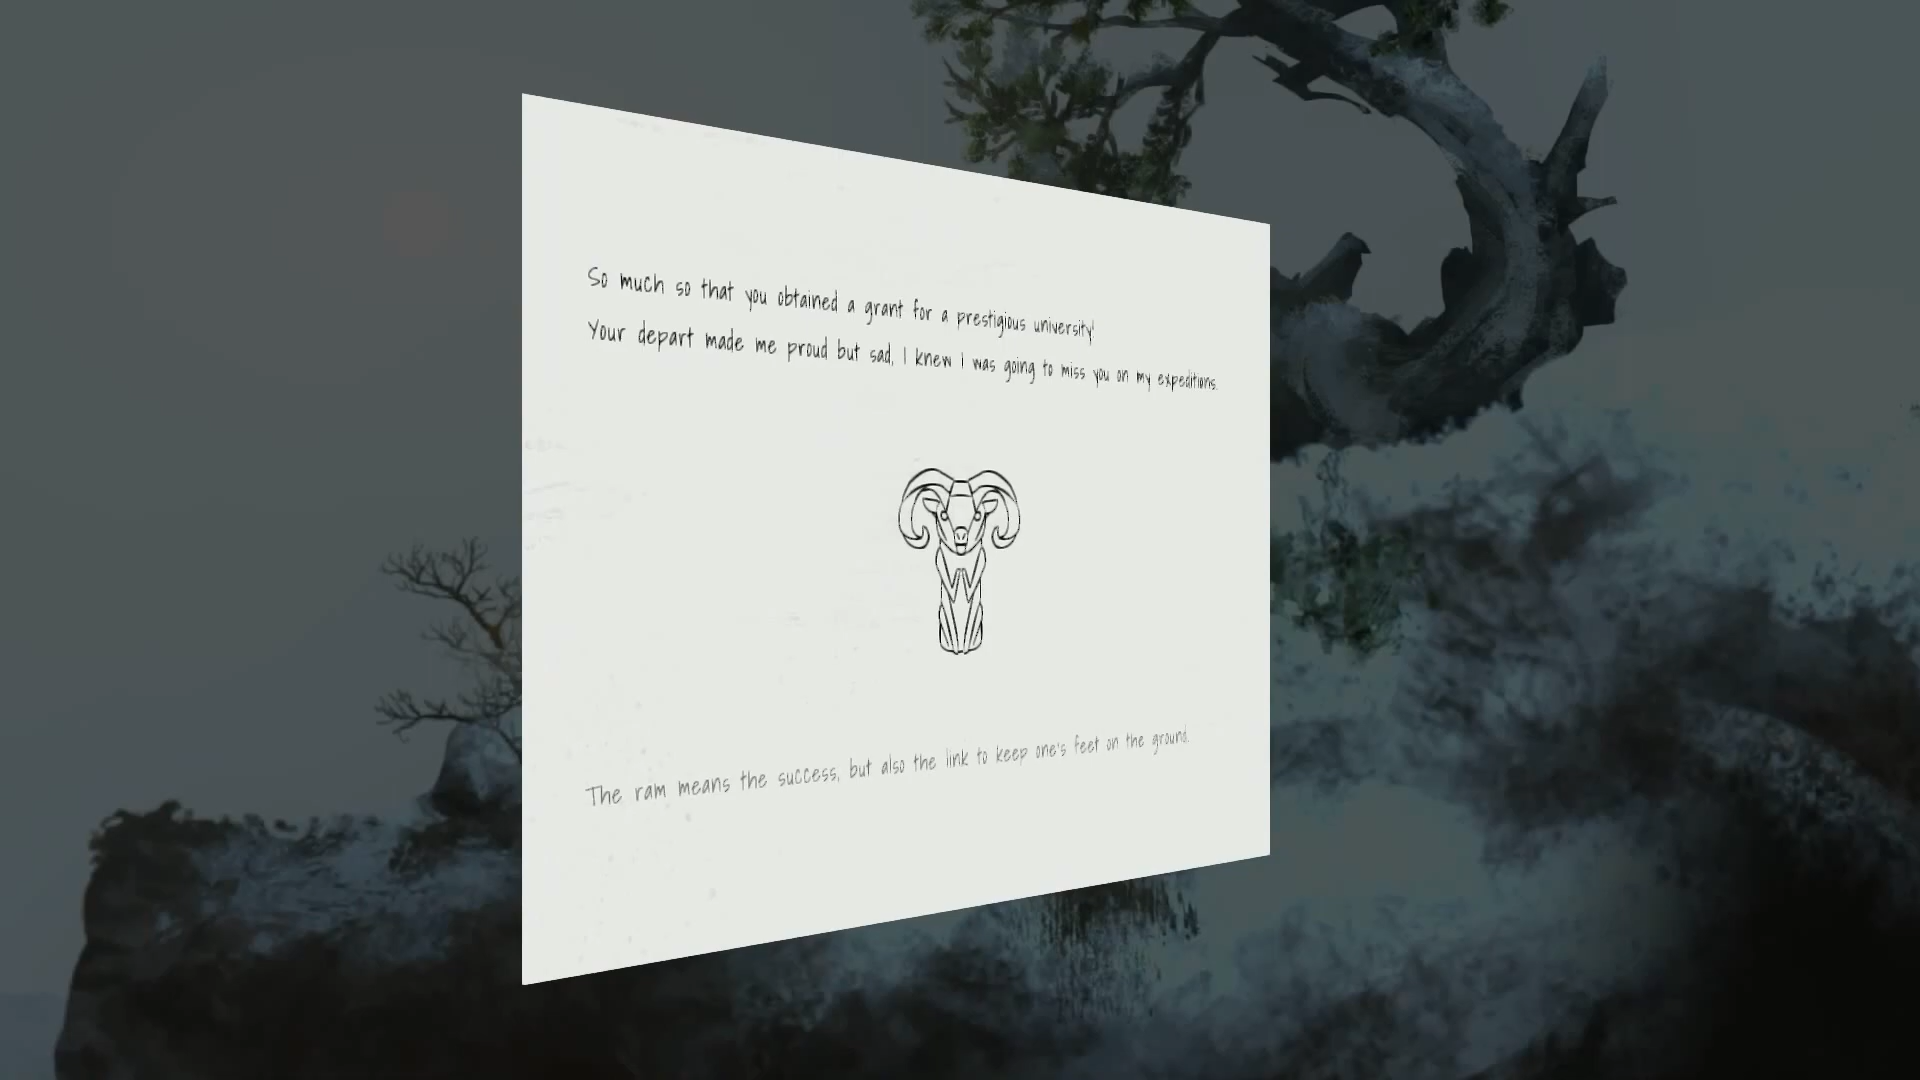 So much so that you obtained a grant for a prestigious university!
Your depart made me proud but sad, I knew I was going to miss you on my expeditions.
The ram means the success, but also the link to keep one's feet on the ground.